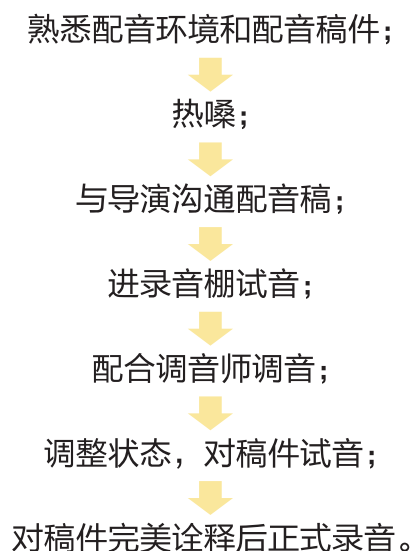 熟悉配音环境和配音稿件；
热嗓；
与导演沟通配音稿；
进录音棚试音；
配合调音师调音；
调整状态，对稿件试音；
对稿件完美诠释后正式录音。